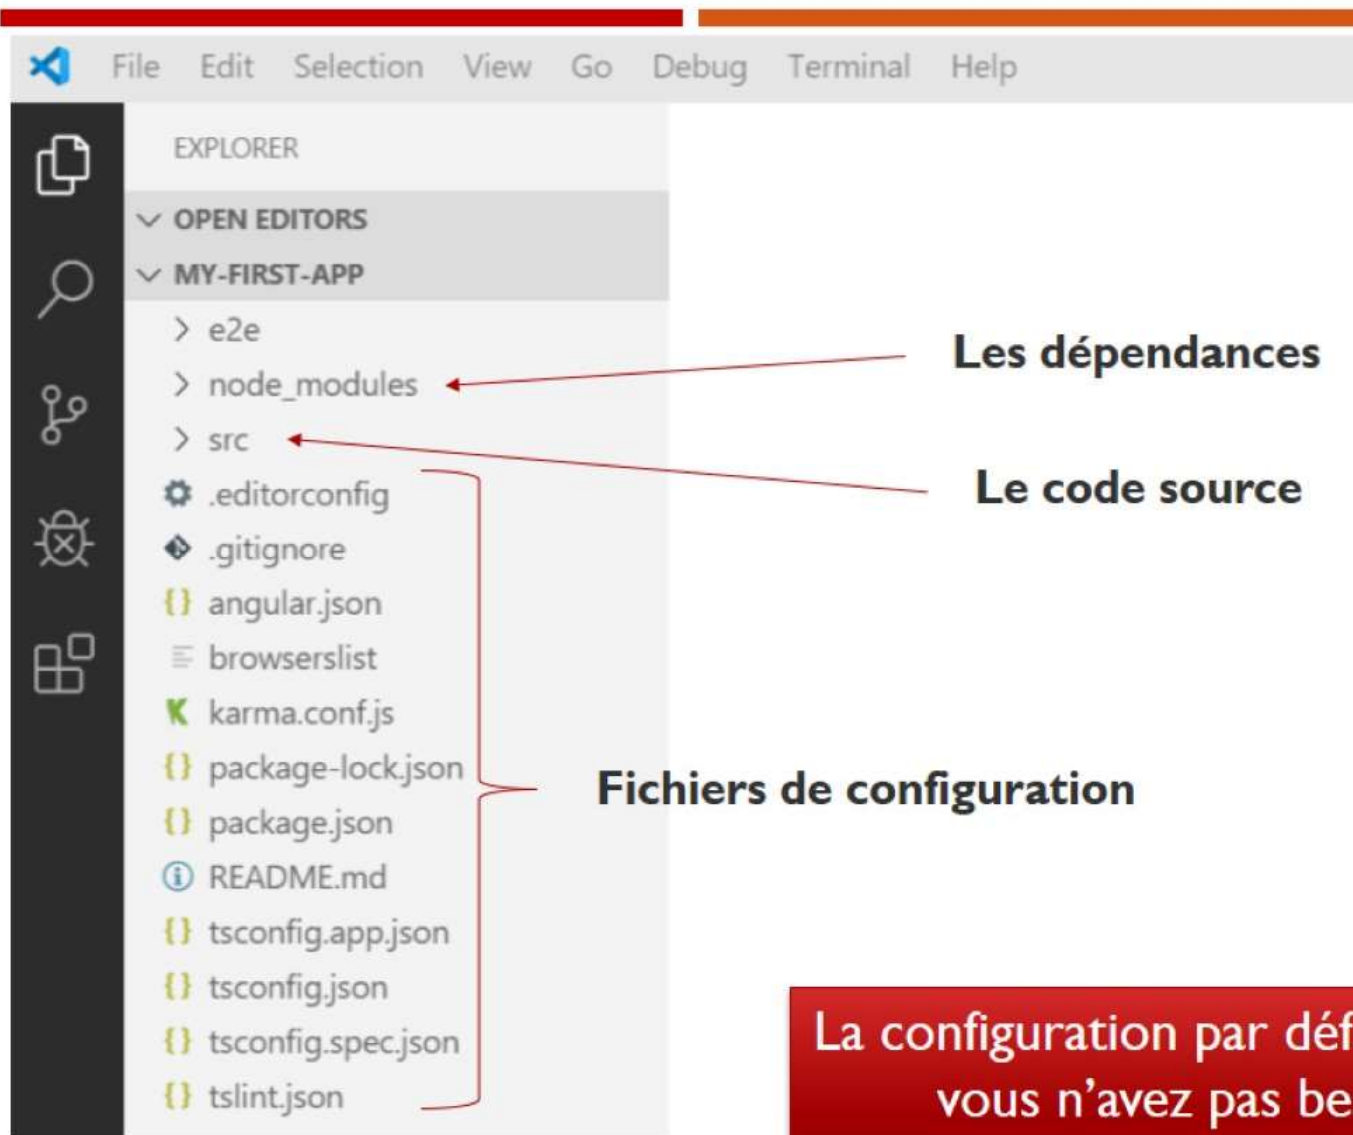 File Edit Selection View Go Debug Terminal Help
EXPLORER
OPEN EDITORS
MY-FIRST-APP
e2e
node_modules
src
.editorconfig
.gitignore
angular.json
browserslist
karma.conf.js
package-lock.json
package.json
README.md
tsconfig.app.json
tsconfig.json
tsconfig.spec.json
tslint.json
Les dépendances
Le code source
Fichiers de configuration
La configuration par déf
vous n'avez pas be